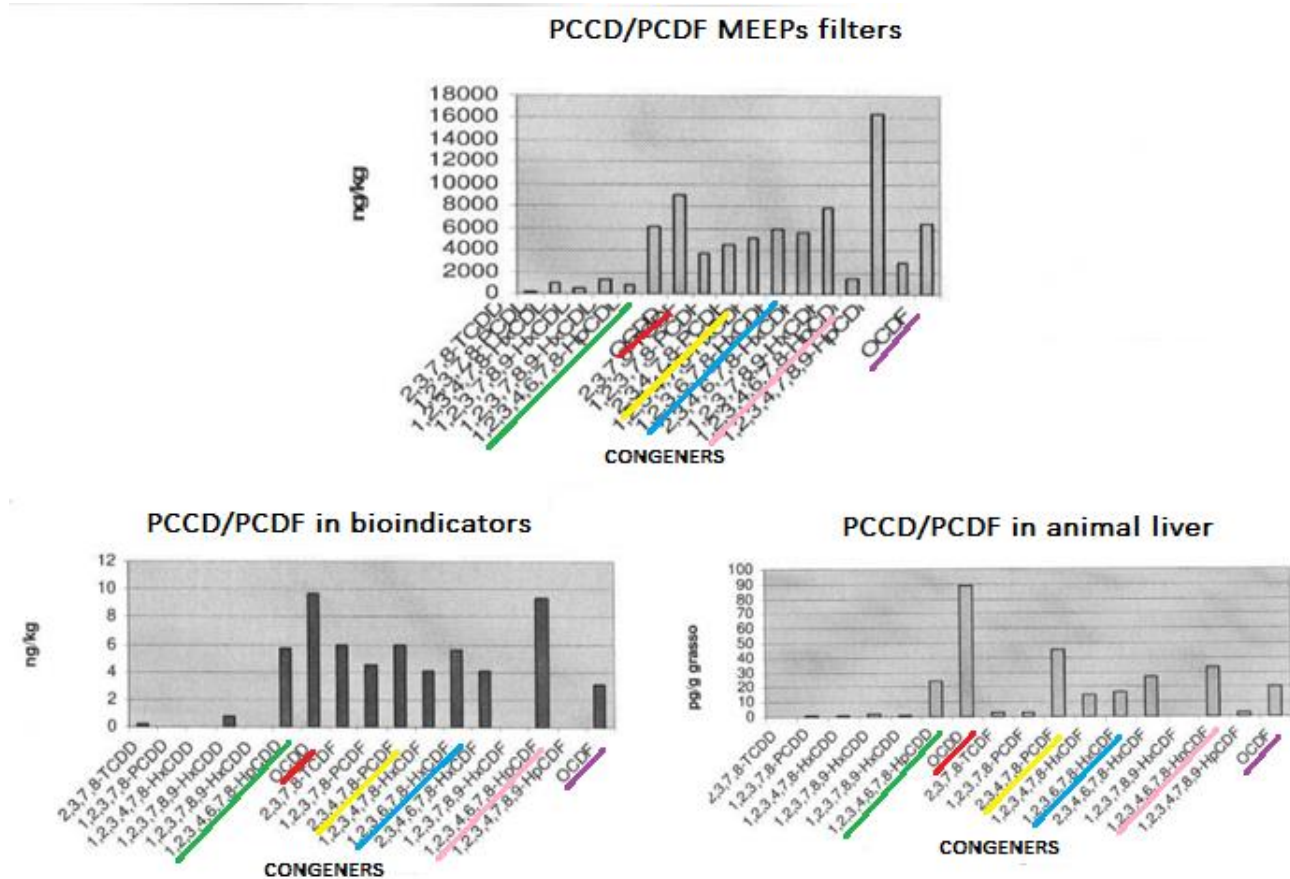 PCCD/PCDF MEEPs filters
ng/kg
18000
16000
14000
12000
10000
8000
6000
4000
2000
0
OCDD
OCDF
CONGENERS
PCCD/PCDF in bioindicators
ng/kg
12
10
8
6
4
2
0
2,3,7,8-TCDD
1,2,3,7,8-PCDD
1,2,3,4,7,8-HxCDD
1,2,3,7,8,9-HxCDD
1,2,3,7,8,9-HxCDD
1,2,3,4,6,7,8-HpCDD
OCDD
2,3,7,8-TCDF
1,2,3,7,8-PCDF
2,3,4,7,8-PCDF
1,2,3,4,7,8-HxCDF
1,2,3,6,7,8-HxCDF
2,3,4,6,7,8-HxCDF
1,2,3,7,8,9-HxCDF
1,2,3,4,6,7,8-HpCDF
1,2,3,4,7,8,9-HpCDF
OCDF
CONGENERS
PCCD/PCDF in animal liver
pg/g grasso
100
90
80
70
60
50
40
30
20
10
0
2,3,7,8-TCDD
1,2,3,7,8-PCDD
1,2,3,4,7,8-HxCDD
1,2,3,7,8,9-HxCDD
1,2,3,7,8,9-HxCDD
1,2,3,4,6,7,8-HpCDD
OCDD
2,3,7,8-TCDF
1,2,3,7,8-PCDF
2,3,4,7,8-PCDF
1,2,3,4,7,8-HxCDF
1,2,3,6,7,8-HxCDF
2,3,4,6,7,8-HxCDF
1,2,3,7,8,9-HxCDF
1,2,3,4,6,7,8-HxCDF
1,2,3,4,7,8,9-HpCDF
OCDF
CONGENERS